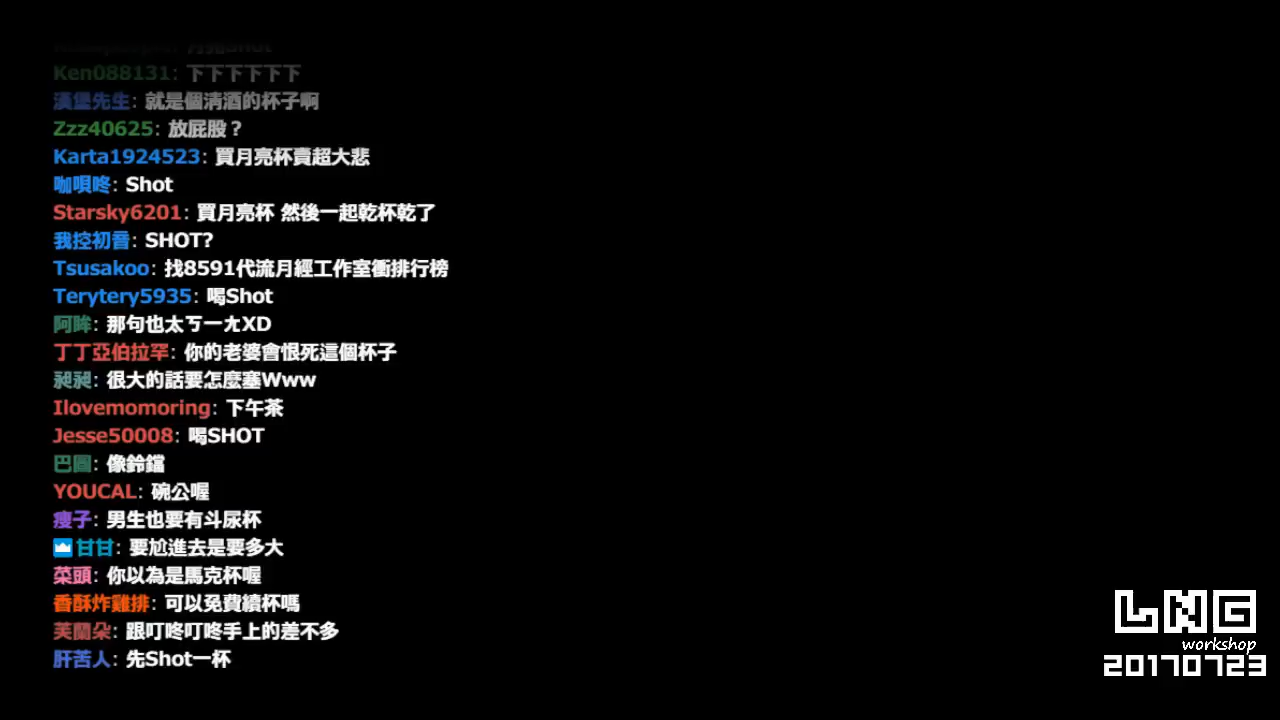 Ken088131: 下下下下下下
漢堡先生: 就是個清酒的杯子啊
Zzz40625: 放屁股？
Karta1924523: 買月亮杯賣超大悲
咖唄咚: Shot
Starsky6201: 買月亮杯 然後一起乾杯乾了
我控初音: SHOT?
Tsusakoo: 找8591代流月經工作室衝排行榜
Terytery5935: 喝Shot
阿眸: 那句也太ㄎㄧㄤXD
丁丁亞伯拉罕: 你的老婆會恨死這個杯子
昶昶: 很大的話要怎麼塞Www
Ilovemomoring: 下午茶
Jesse50008: 喝SHOT
巴圖: 像鈴鐺
YOUCAL: 碗公喔
瘦子: 男生也要有斗尿杯
甘甘: 要尬進去是要多大
菜頭: 你以為是馬克杯喔
香酥炸雞排: 可以免費續杯嗎
芙蘭朵: 跟叮咚叮咚手上的差不多
肝苦人: 先Shot一杯
LNG
workshop
20170723